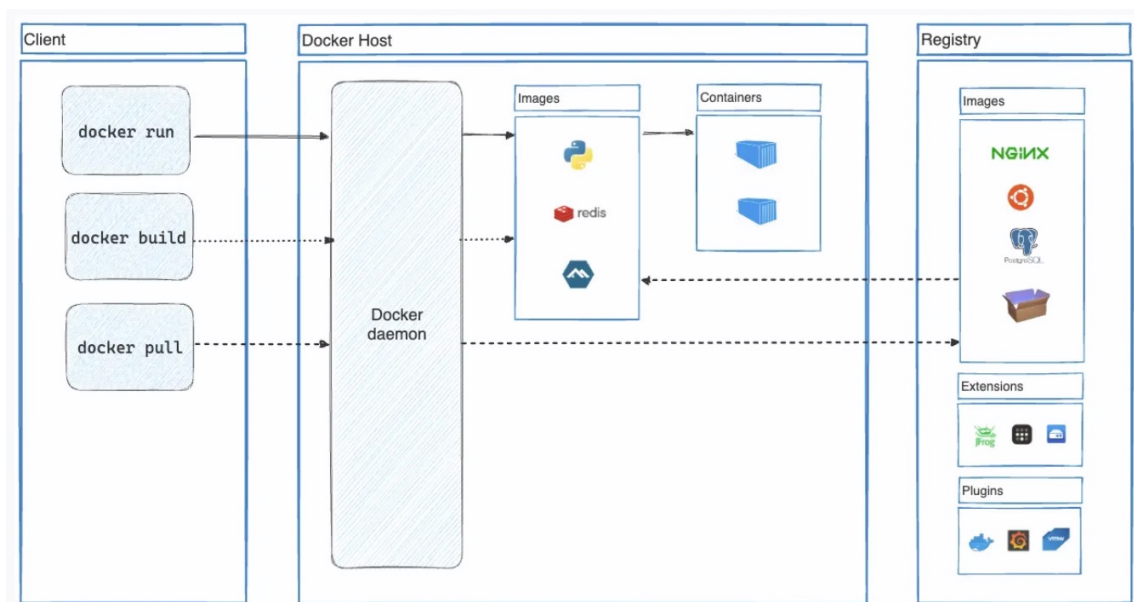 Client
docker run
docker build
docker pull
Docker Host
Docker
daemon
Images
redis
Containers
Registry
Images
NGINX
PostgreSQL
Extensions
JFrog
Plugins
vmw